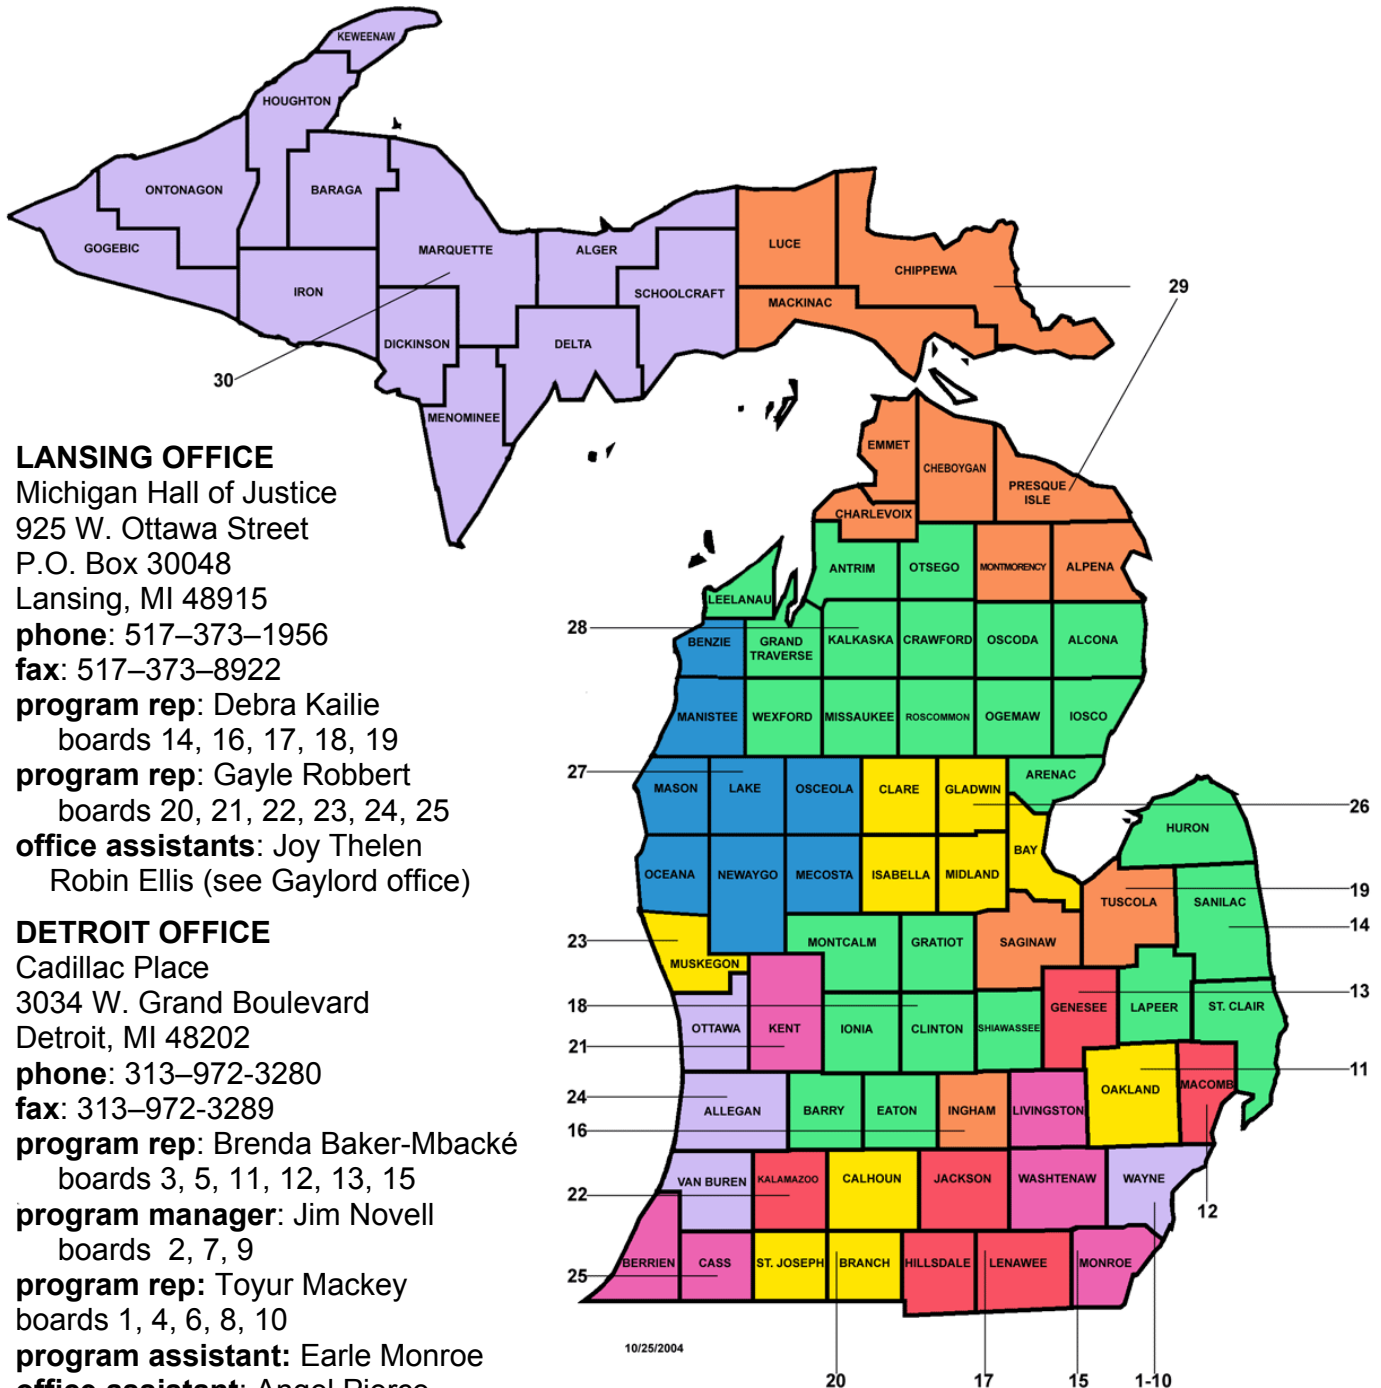 KEWEENAW
HOUGHTON
ONTONAGON
BARAGA
GOGEBIC
MARQUETTE
ALGER
LUCE
CHIPPEWA
IRON
SCHOOLCRAFT
MACKINAC
29
DICKINSON
DELTA
30
MENOMINEE
LANSING OFFICE
Michigan Hall of Justice
925 W. Ottawa Street
P.O. Box 30048
Lansing, MI 48915
phone: 517–373–1956
fax: 517–373–8922
program rep: Debra Kailie
boards 14, 16, 17, 18, 19
program rep: Gayle Robbert
boards 20, 21, 22, 23, 24, 25
office assistants: Joy Thelen
Robin Ellis (see Gaylord office)
DETROIT OFFICE
Cadillac Place
3034 W. Grand Boulevard
Detroit, MI 48202
phone: 313–972-3280
fax: 313–972-3289
program rep: Brenda Baker-Mbacké
boards 3, 5, 11, 12, 13, 15
program manager: Jim Novell
boards 2, 7, 9
program rep: Toyur Mackey
boards 1, 4, 6, 8, 10
program assistant: Earle Monroe
office assistant: Angel Pierce
EMMET
CHEBOYGAN
PRESQUE
ISLE
CHARLEVOIX
ANTRIM
OTSEGO
MONTMORENCY
ALPENA
LEELANAU
28
BENZIE
GRAND
TRAVERSE
KALKASKA
CRAWFORD
OSCODA
ALCONA
MANISTEE
WEXFORD
MISSAUKEE
ROSCOMMON
OGEMAW
IOSCO
27
MASON
LAKE
OSCEOLA
CLARE
GLADWIN
ARENAC
26
HURON
OCEANA
NEWAYGO
MECOSTA
ISABELLA
MIDLAND
BAY
19
TUSCOLA
SANILAC
14
23
MUSKEGON
MONTCALM
GRATIOT
SAGINAW
13
18
OTTAWA
KENT
IONIA
CLINTON
SHIAWASSEE
GENESEE
LAPEER
ST. CLAIR
21
11
24
ALLEGAN
BARRY
EATON
INGHAM
LIVINGSTON
OAKLAND
MACOMB
16
VAN BUREN
KALAMAZOO
CALHOUN
JACKSON
WASHTENAW
WAYNE
22
12
BERRIEN
CASS
ST. JOSEPH
BRANCH
HILLSDALE
LENAWEE
MONROE
25
10/25/2004
20
17
15
1-10